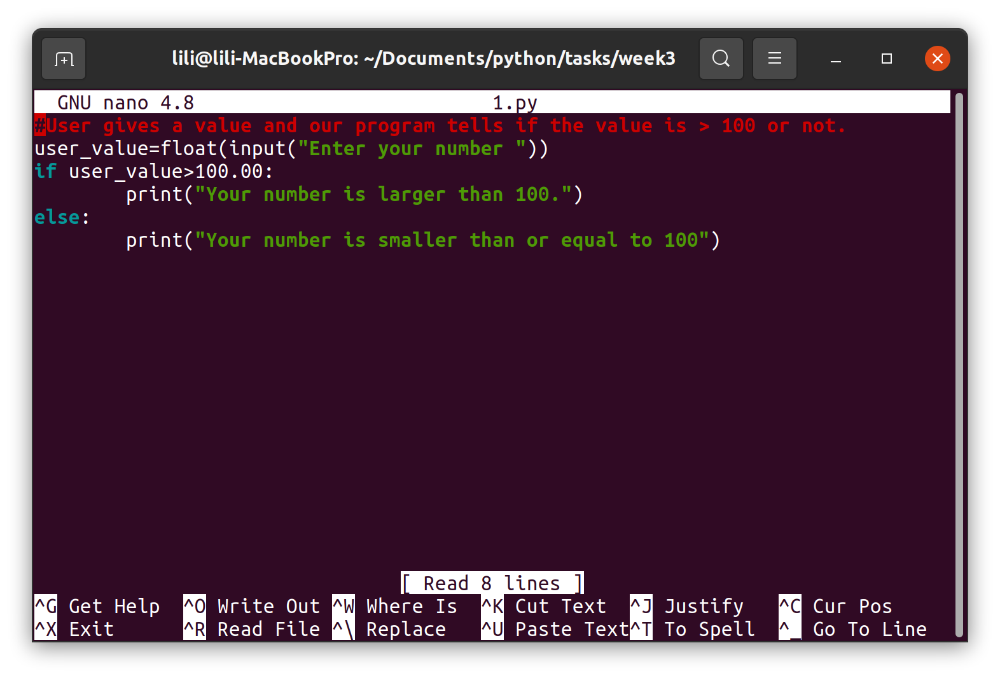 lili@lili-MacBookPro: ~/Documents/python/tasks/week3
GNU nano 4.8 1.py
#User gives a value and our program tells if the value is > 100 or not.
user_value=float(input("Enter your number "))
if user_value>100.00:
        print("Your number is larger than 100.")
else:
        print("Your number is smaller than or equal to 100")
[ Read 8 lines ]
^G Get Help ^O Write Out ^W Where Is ^K Cut Text ^J Justify ^C Cur Pos
^X Exit ^R Read File ^\ Replace ^U Paste Text ^T To Spell ^_ Go To Line